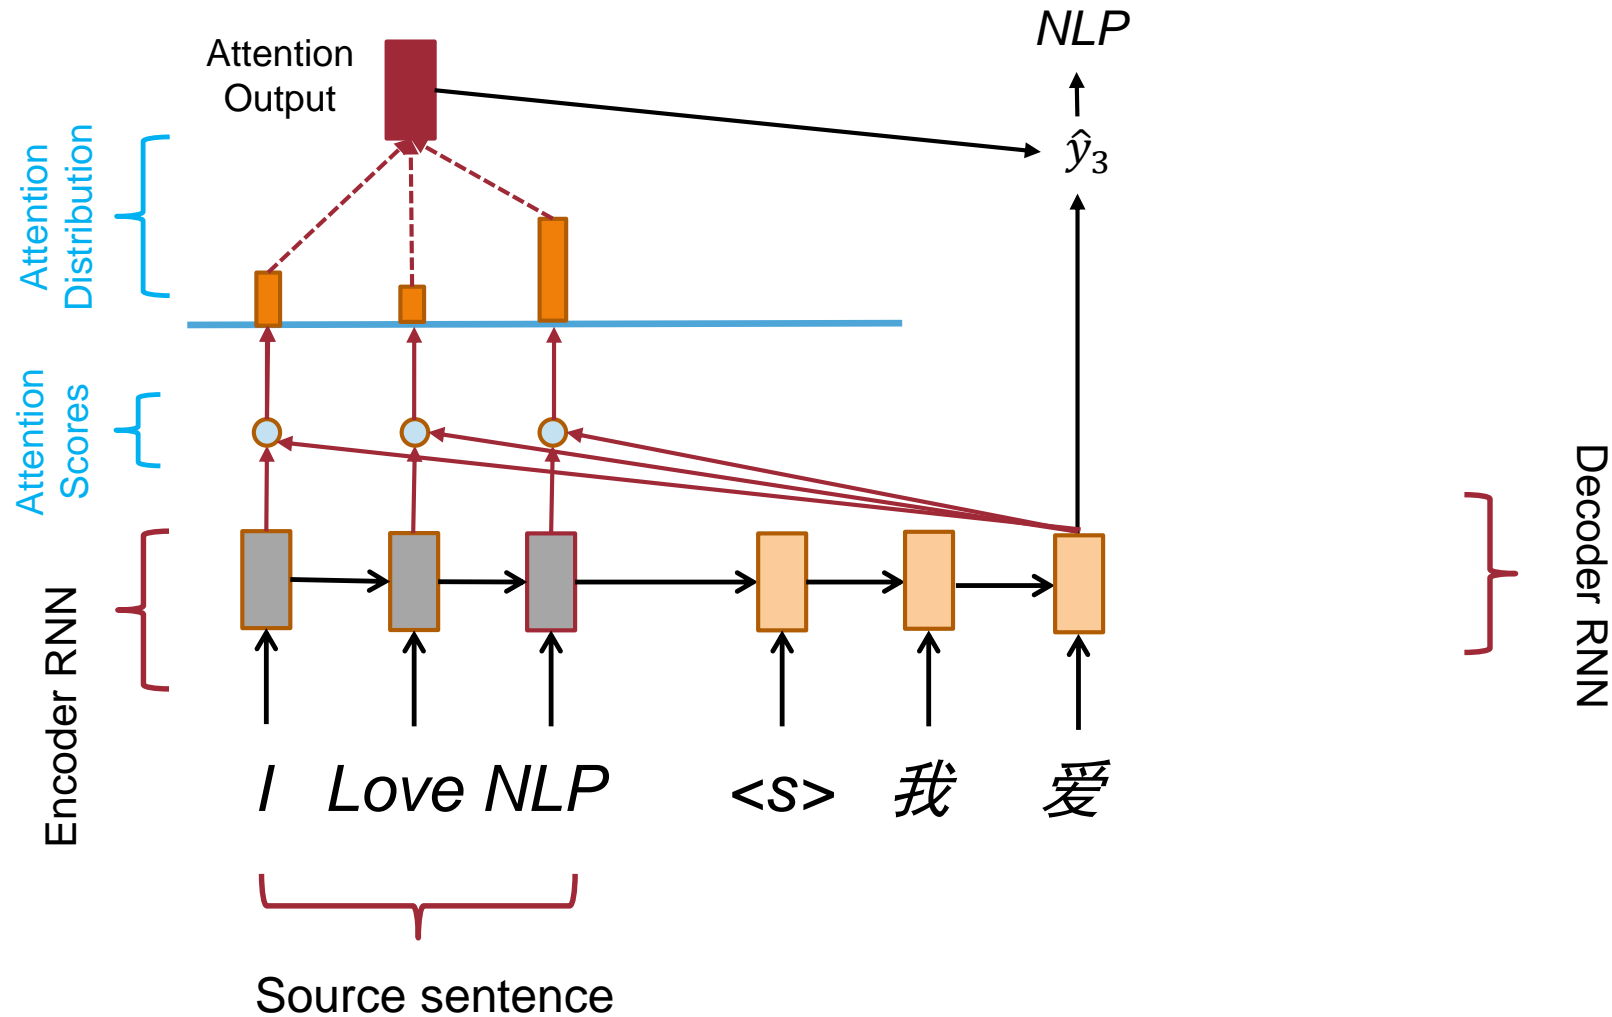 Attention
Output
NLP
ŷ₃
Attention
Distribution
Attention
Scores
Encoder RNN
Decoder RNN
I Love NLP <s> 我 爱
Source sentence